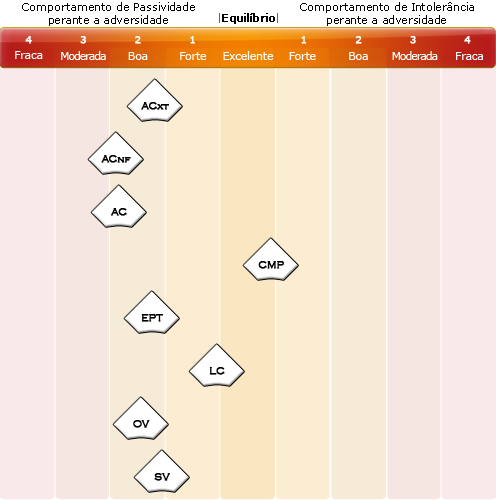 Comportamento de Passividade
perante a adversidade
|Equilíbrio|
Comportamento de Intolerância
perante a adversidade
4 3 2 1 1 2 3 4
Fraca Moderada Boa Forte Excelente Forte Boa Moderada Fraca
ACXT
ACNF
AC
CMP
EPT
LC
OV
SV